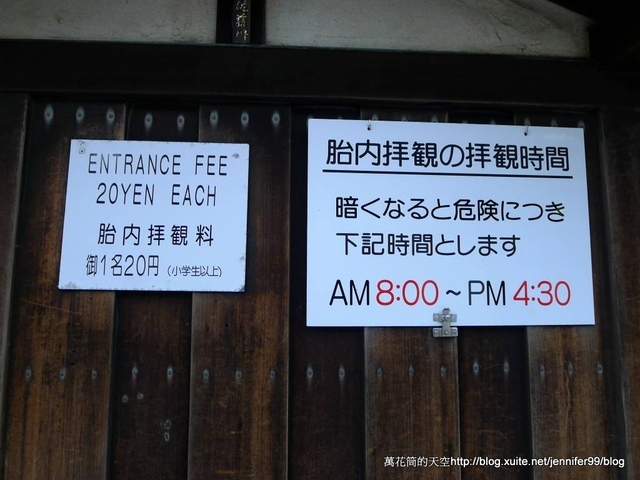 ENTRANCE FEE
20YEN EACH
胎内拝観料
御1名20円 (小学生以上)
胎内拝観の拝観時間
暗くなると危険につき
下記時間とします
AM 8:00~PM 4:30
萬花筒的天空http://blog.xuite.net/jennifer99/blog